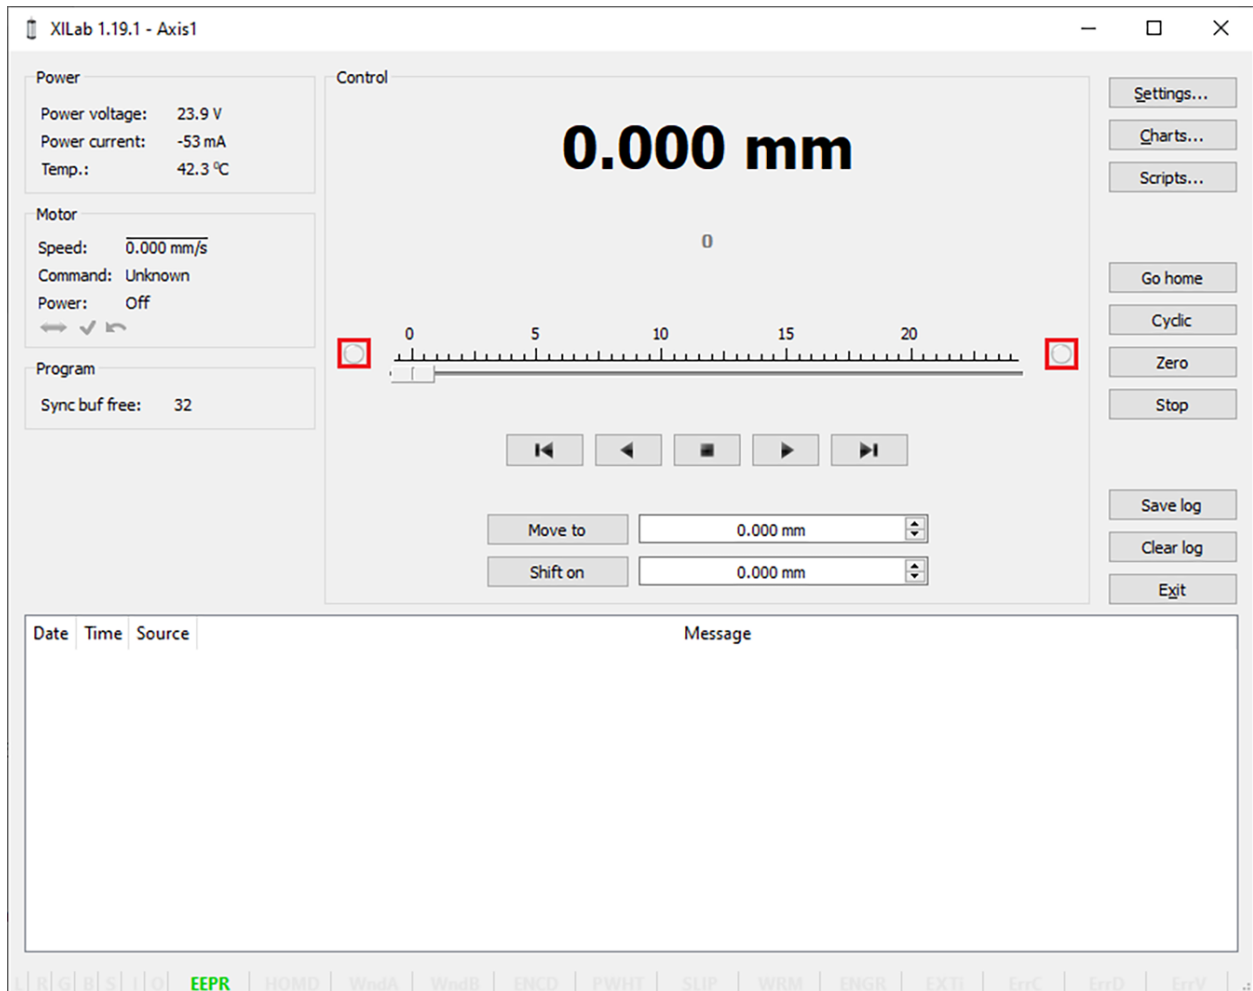 XILab 1.19.1 - Axis1
Power
Power voltage: 23.9 V
Power current: -53 mA
Temp.: 42.3 ºC
Motor
Speed: 0.000 mm/s
Command: Unknown
Power: Off
Program
Sync buf free: 32
Control
0.000 mm
0
0 5 10 15 20
Move to 0.000 mm
Shift on 0.000 mm
Settings...
Charts...
Scripts...
Go home
Cyclic
Zero
Stop
Save log
Clear log
Exit
Date Time Source Message
L R G B S I O EEPR HOMD WndA WndB ENCD PWHT SLIP WRM ENGR EXTi ErrC ErrD ErrV